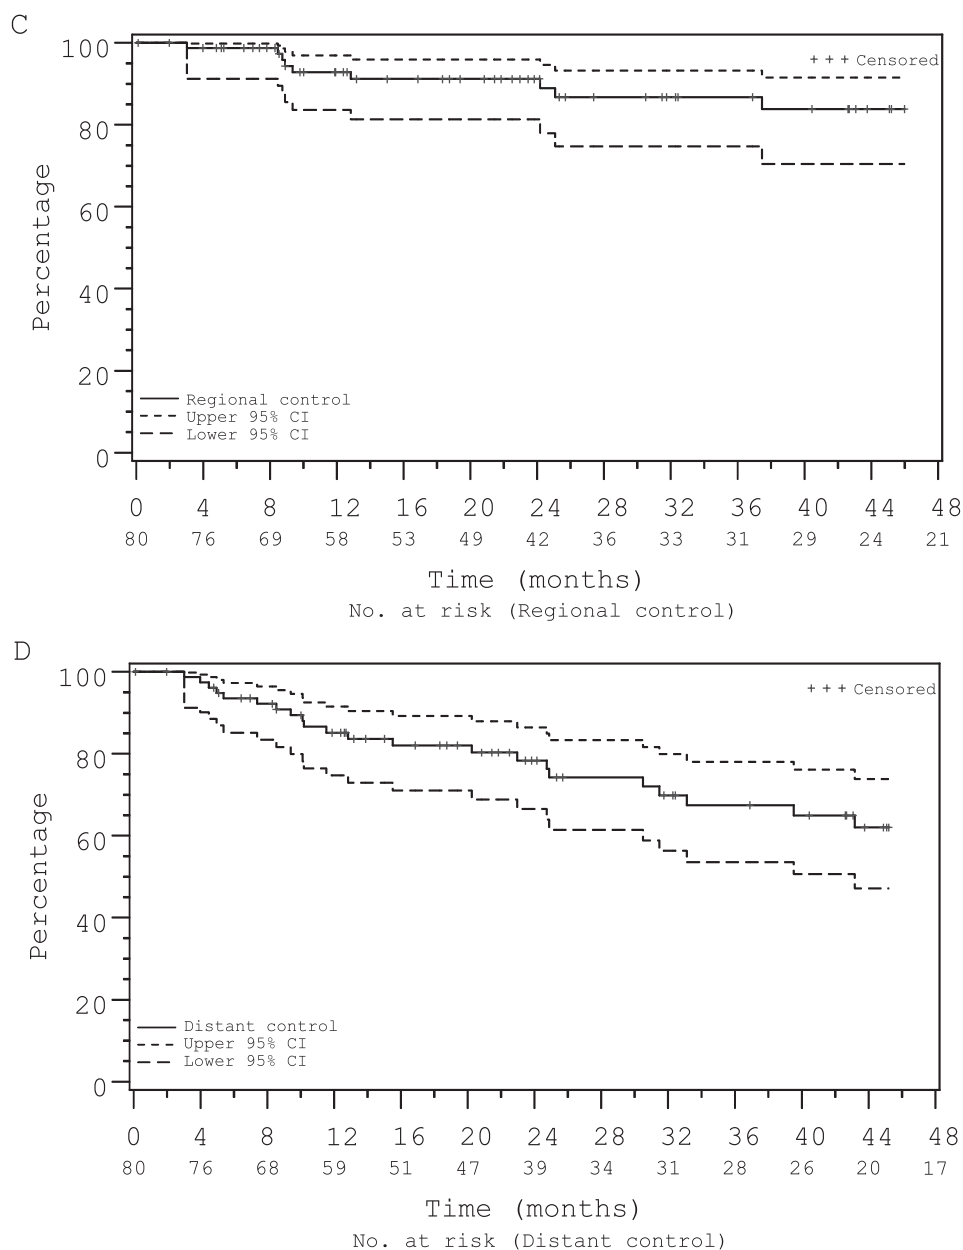 C
100
80
60
40
20
0
Percentage
+ + + Censored
Regional control
Upper 95% CI
Lower 95% CI
0 4 8 12 16 20 24 28 32 36 40 44 48
80 76 69 58 53 49 42 36 33 31 29 24 21
Time (months)
No. at risk (Regional control)
D
100
80
60
40
20
0
Percentage
+ + + Censored
Distant control
Upper 95% CI
Lower 95% CI
0 4 8 12 16 20 24 28 32 36 40 44 48
80 76 68 59 51 47 39 34 31 28 26 20 17
Time (months)
No. at risk (Distant control)